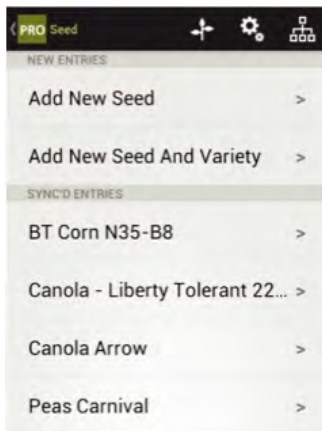 PRO Seed
NEW ENTRIES
Add New Seed >
Add New Seed And Variety >
SYNC'D ENTRIES
BT Corn N35-B8 >
Canola - Liberty Tolerant 22... >
Canola Arrow >
Peas Carnival >